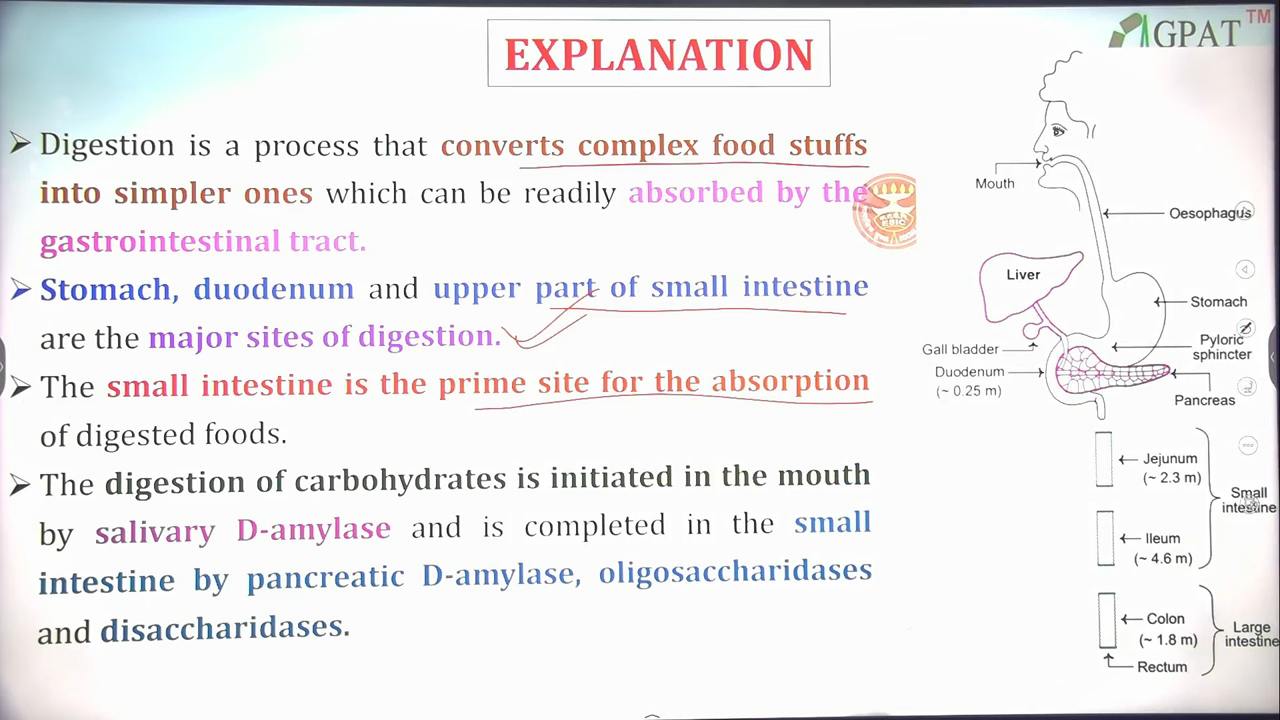 EXPLANATION
GPAT™
➢ Digestion is a process that converts complex food stuffs
into simpler ones which can be readily absorbed by the
gastrointestinal tract.
➢ Stomach, duodenum and upper part of small intestine
are the major sites of digestion.
➢ The small intestine is the prime site for the absorption
of digested foods.
➢ The digestion of carbohydrates is initiated in the mouth
by salivary D-amylase and is completed in the small
intestine by pancreatic D-amylase, oligosaccharidases
and disaccharidases.
Mouth
Oesophagus
Liver
Stomach
Gall bladder
Pyloric
sphincter
Duodenum
(~ 0.25 m)
Pancreas
Jejunum
(~ 2.3 m)
Small
intestine
Ileum
(~ 4.6 m)
Colon
(~ 1.8 m)
Large
intestine
Rectum